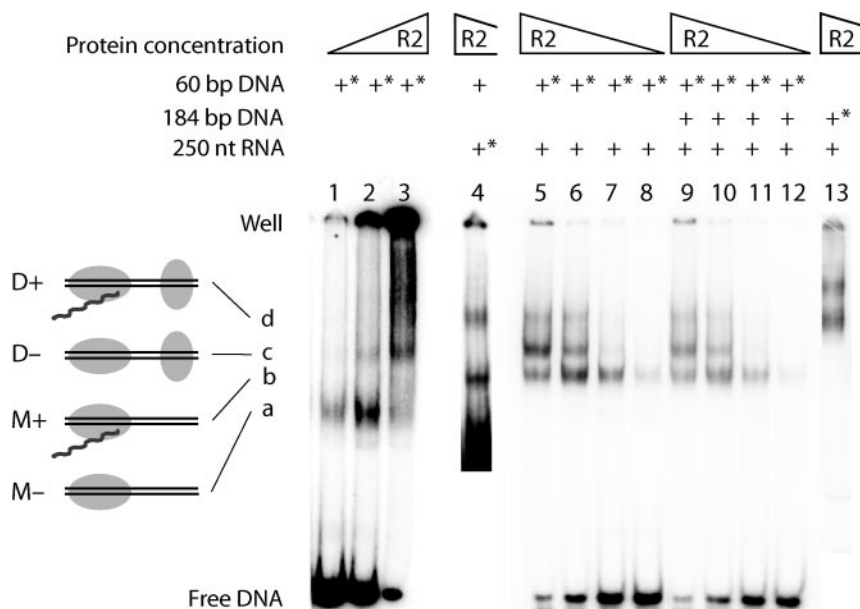 Protein concentration R2 R2 R2 R2 R2
60 bp DNA +* +* +* + +* +* +* +* +* +* +* +*
184 bp DNA + + + + +*
250 nt RNA +* + + + + + + + + +
1 2 3 4 5 6 7 8 9 10 11 12 13
Well
D+
d
D− c
b
M+ a
M−
Free DNA